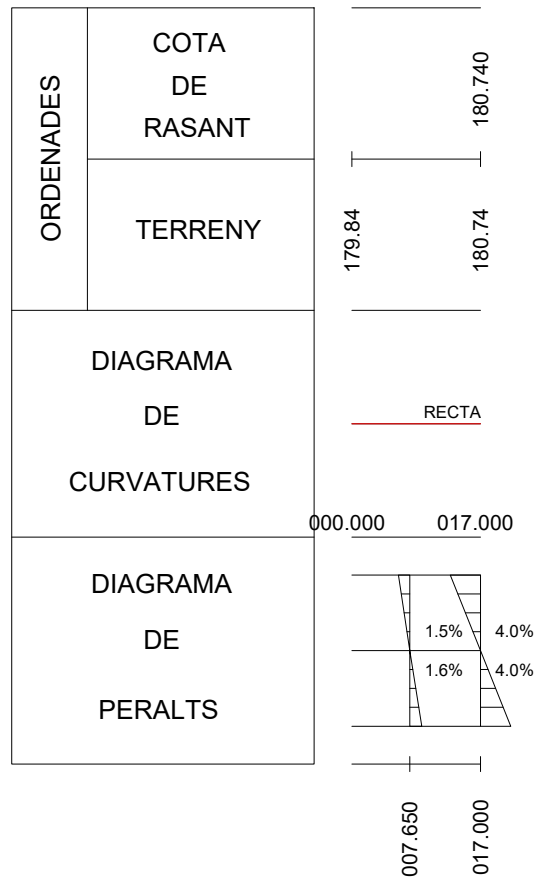 ORDENADES
COTA
DE
RASANT
180.740
TERRENY
179.84
180.74
DIAGRAMA
DE
CURVATURES
RECTA
000.000
017.000
DIAGRAMA
DE
PERALTS
1.5%
4.0%
1.6%
4.0%
007.650
017.000